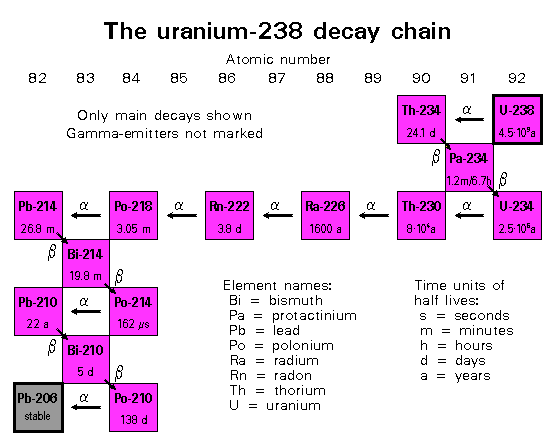 The uranium-238 decay chain
Atomic number
82 83 84 85 86 87 88 89 90 91 92
Only main decays shown
Gamma-emitters not marked
Th-234 α U-238
24.1 d 4.5·10⁹a
β Pa-234 β
1.2m/6.7h
Pb-214 α Po-218 α Rn-222 α Ra-226 α Th-230 α U-234
26.8 m 3.05 m 3.8 d 1600 a 8·10⁴a 2.5·10⁵a
β Bi-214 β
19.8 m
Pb-210 α Po-214
22 a 162 µs
β Bi-210 β
5 d
Pb-206 α Po-210
stable 138 d
Element names:
Bi = bismuth
Pa = protactinium
Pb = lead
Po = polonium
Ra = radium
Rn = radon
Th = thorium
U = uranium
Time units of
half lives:
s = seconds
m = minutes
h = hours
d = days
a = years